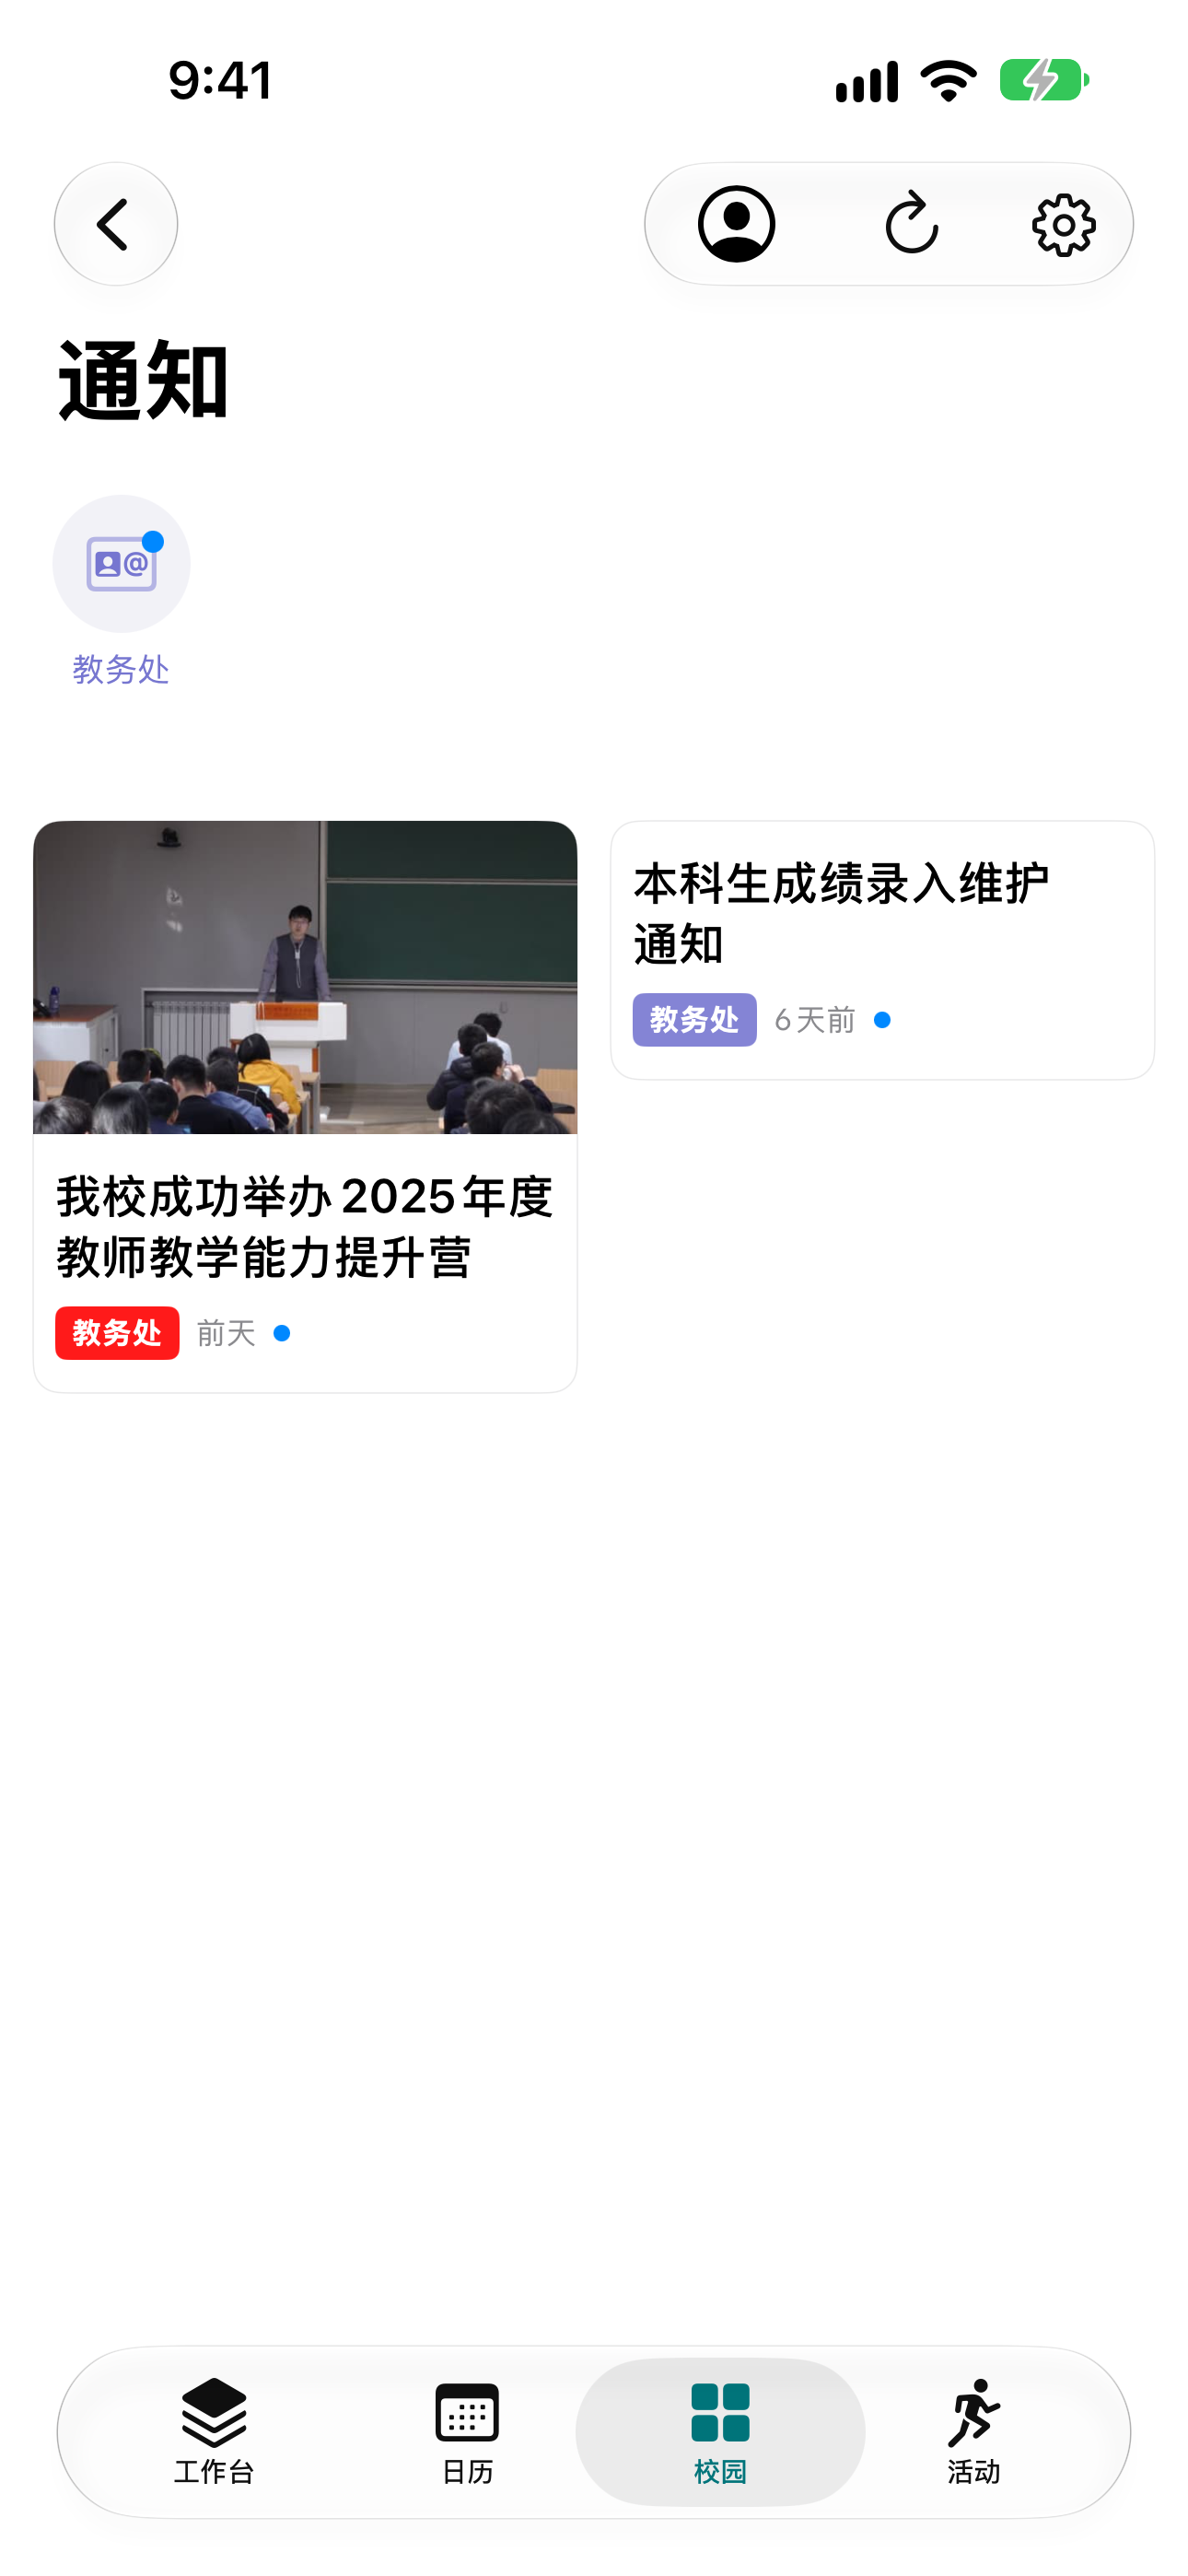 9:41
通知
@
教务处
我校成功举办2025年度
教师教学能力提升营
教务处 前天
本科生成绩录入维护
通知
教务处 6天前
工作台 日历 校园 活动